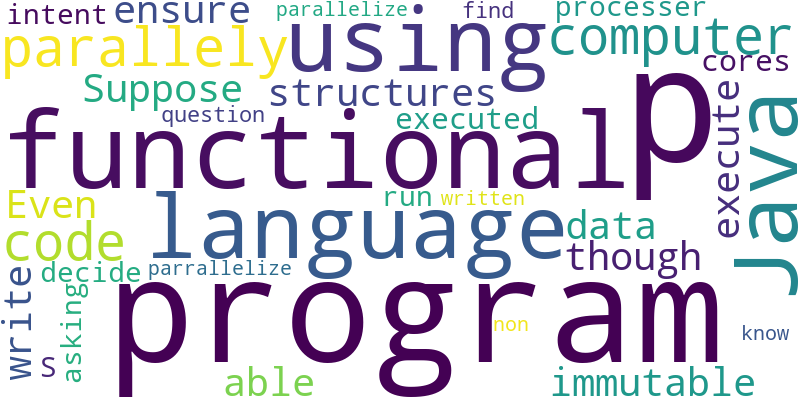 intent ensure parallelize find processer
parallely using computer
cores
Suppose structures
question executed
functional p
execute Java
Even language run written
code data
though
decide parrallelize
write asking program non
know
S able immutable